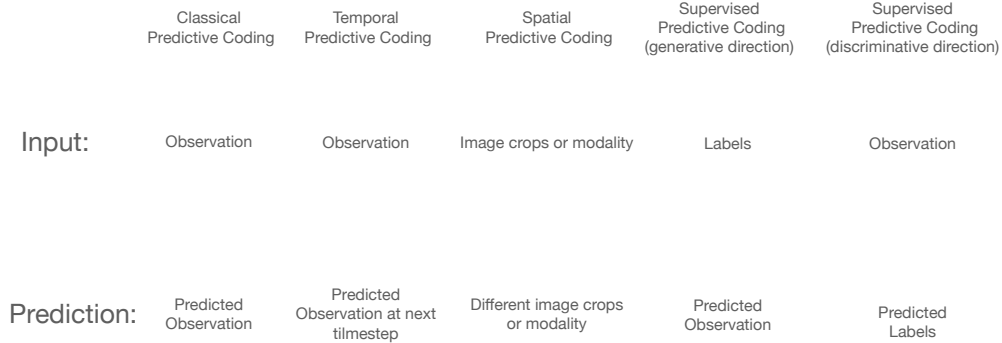 Classical
Predictive Coding
Temporal
Predictive Coding
Spatial
Predictive Coding
Supervised
Predictive Coding
(generative direction)
Supervised
Predictive Coding
(discriminative direction)
Input:
Observation
Observation
Image crops or modality
Labels
Observation
Prediction:
Predicted
Observation
Predicted
Observation at next
tilmestep
Different image crops
or modality
Predicted
Observation
Predicted
Labels